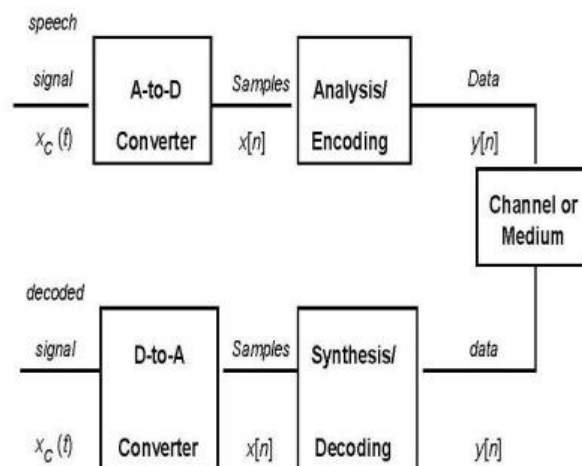 speech
signal
x_C (t)
A-to-D
Converter
Samples
x[n]
Analysis/
Encoding
Data
y[n]
Channel or
Medium
decoded
signal
x_C (t)
D-to-A
Converter
Samples
x[n]
Synthesis/
Decoding
data
y[n]